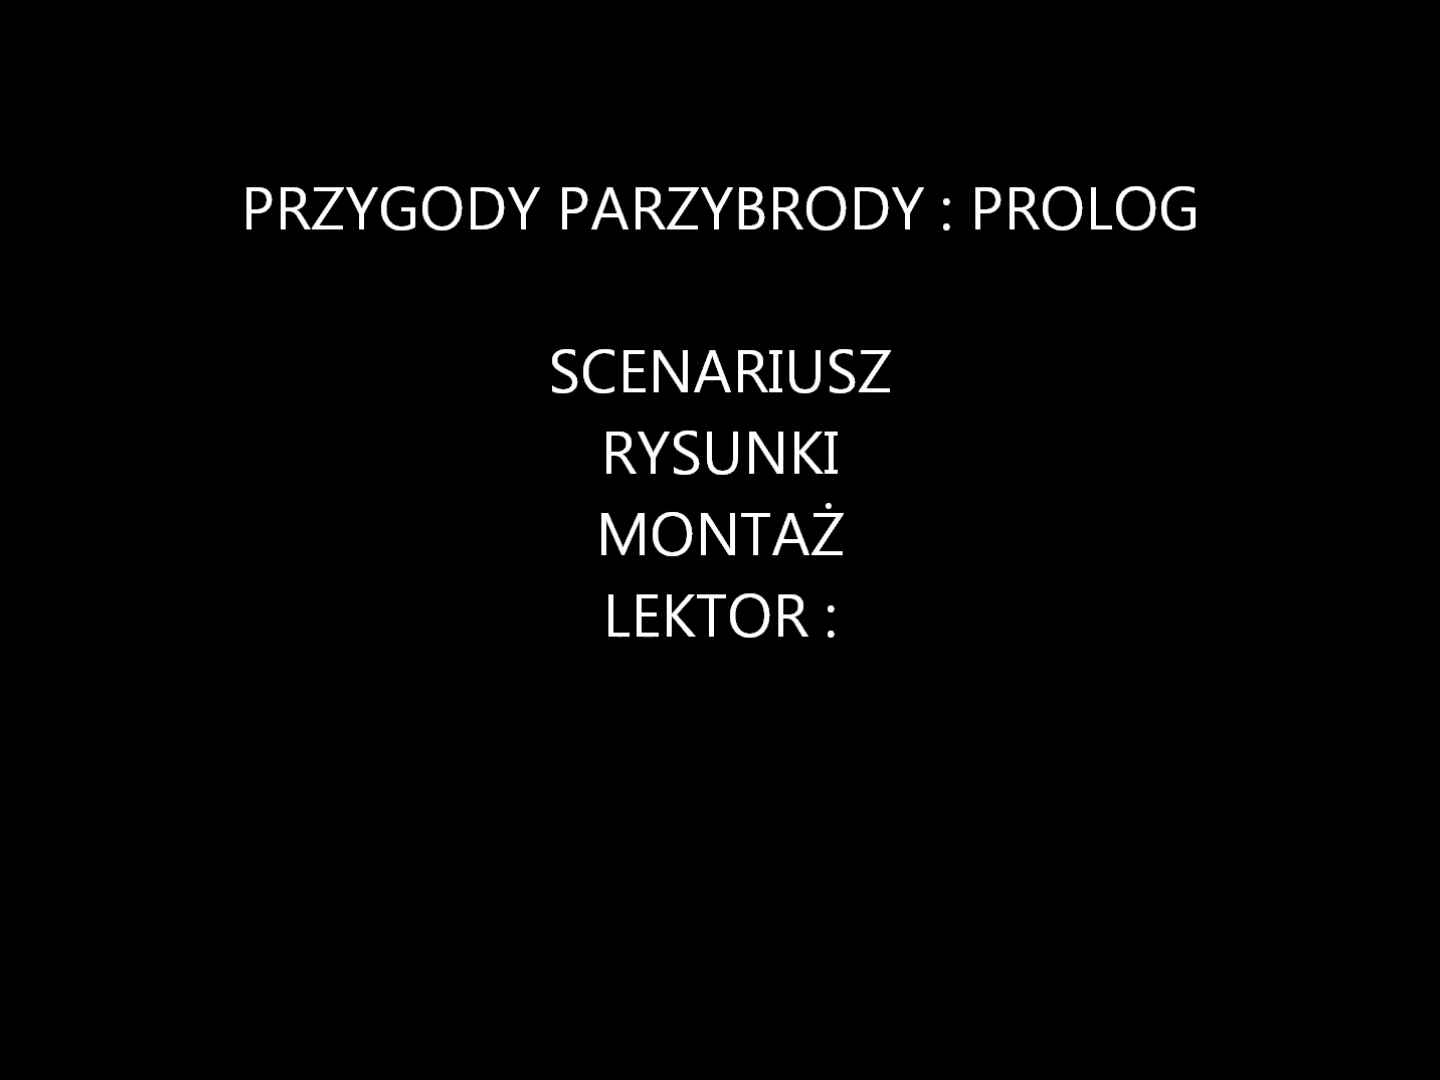 PRZYGODY PARZYBRODY : PROLOG
SCENARIUSZ
RYSUNKI
MONTAŻ
LEKTOR :